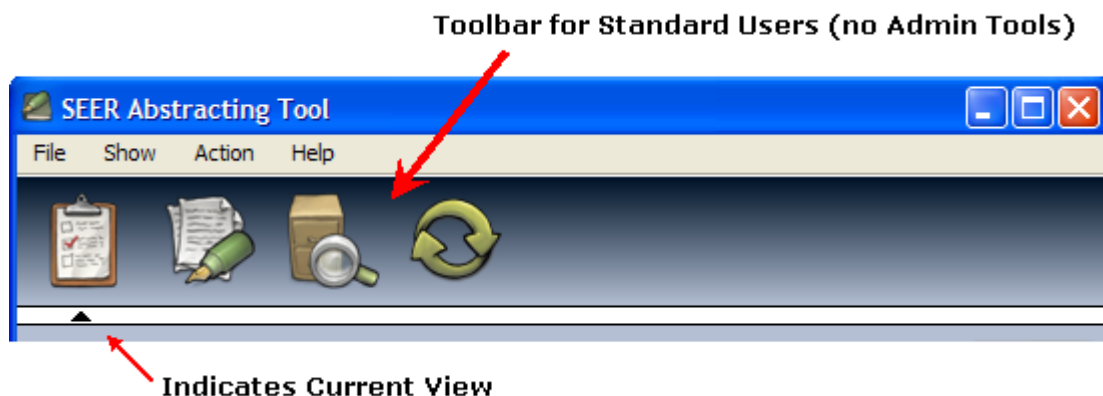 Toolbar for Standard Users (no Admin Tools)
SEER Abstracting Tool
File Show Action Help
Indicates Current View